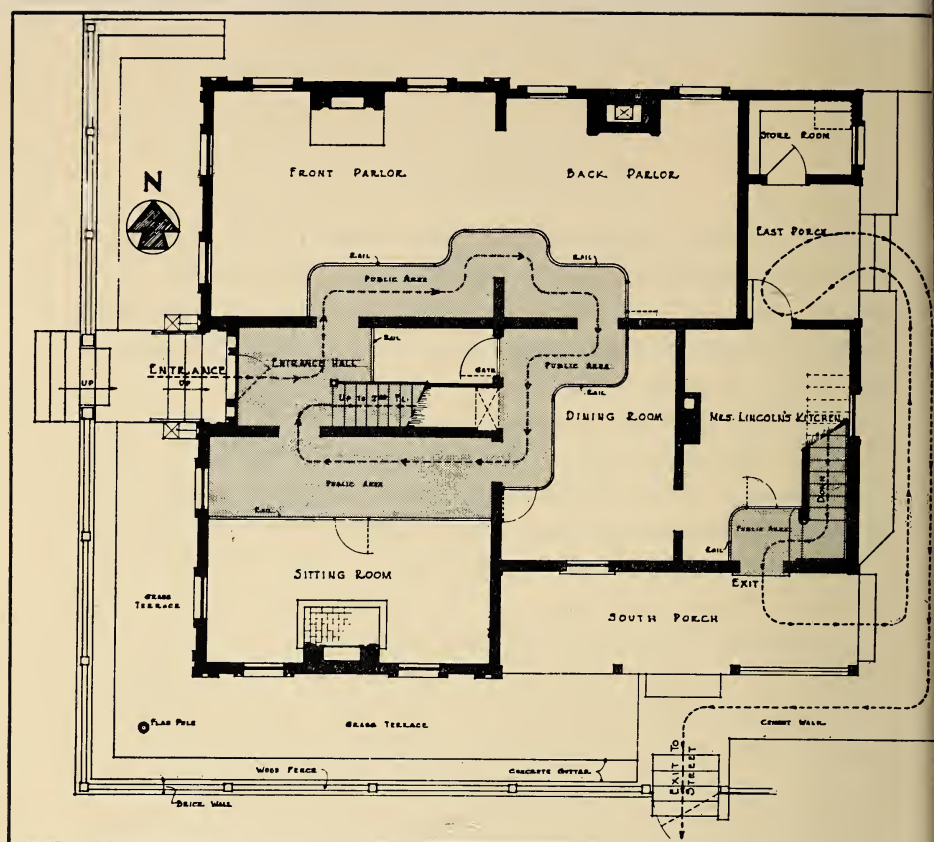 N
FRONT PARLOR
BACK PARLOR
STORE ROOM
EAST PORCH
RAIL
RAIL
PUBLIC AREA
ENTRANCE
UP
UP
ENTRANCE HALL
RAIL
GATE
UP TO 2ND FL.
PUBLIC AREA
RAIL
DINING ROOM
MRS. LINCOLN'S KITCHEN
DOWN
PUBLIC AREA
RAIL
PUBLIC AREA
RAIL
EXIT
SITTING ROOM
GRASS
TERRACE
SOUTH PORCH
FLAG POLE
GRASS TERRACE
CEMENT WALK
EXIT TO
STREET
WOOD FENCE
CONCRETE GUTTER
BRICK WALL